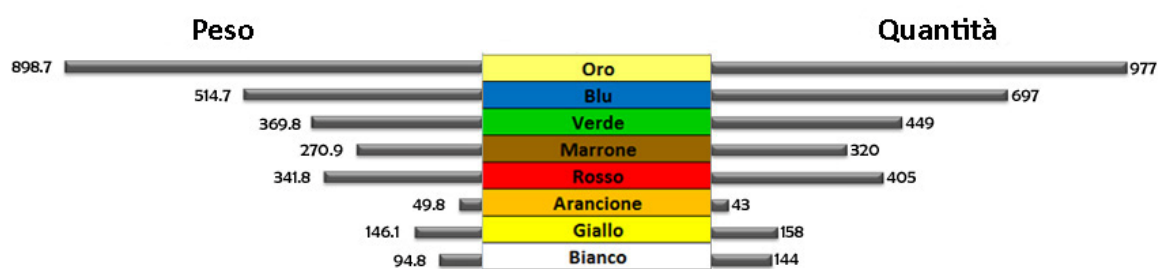 Peso Quantità
898.7 Oro 977
514.7 Blu 697
369.8 Verde 449
270.9 Marrone 320
341.8 Rosso 405
49.8 Arancione 43
146.1 Giallo 158
94.8 Bianco 144